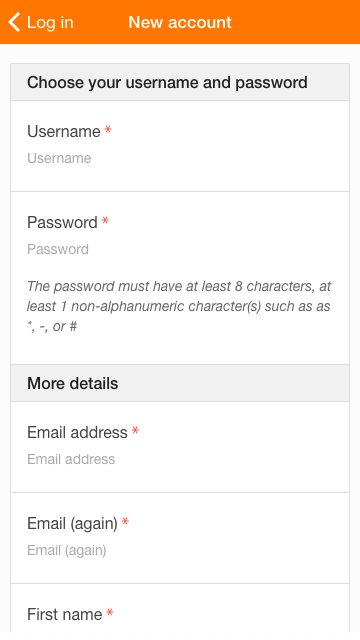 Log in
New account
Choose your username and password
Username *
Username
Password *
Password
The password must have at least 8 characters, at
least 1 non-alphanumeric character(s) such as as
*, -, or #
More details
Email address *
Email address
Email (again) *
Email (again)
First name *